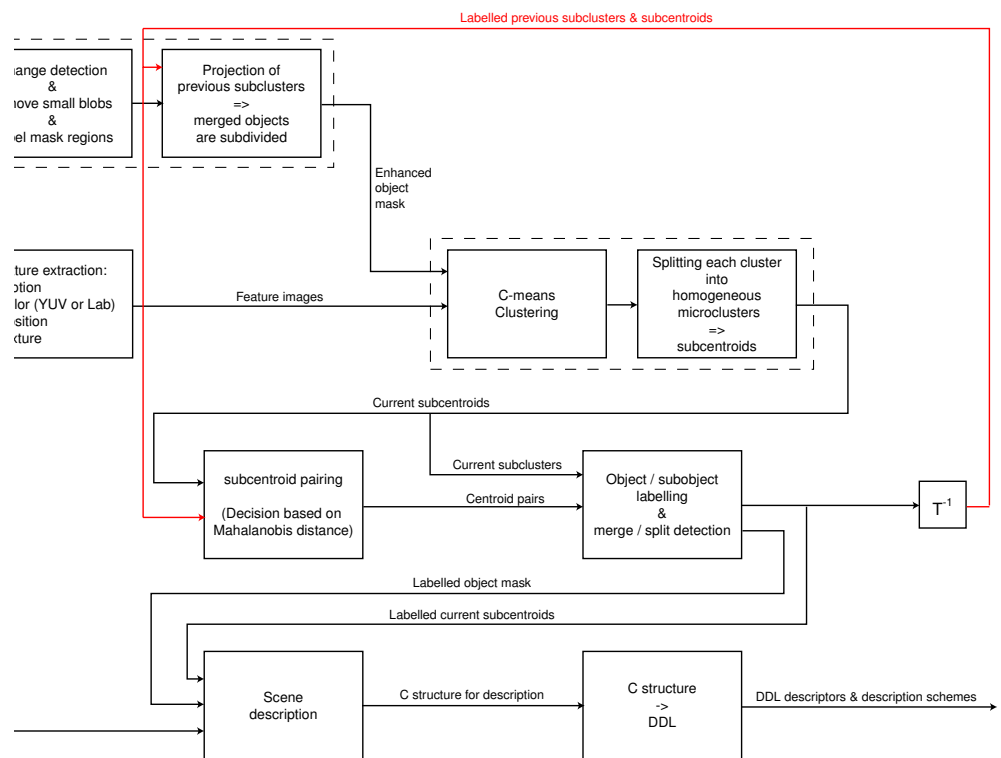 Labelled previous subclusters & subcentroids
ange detection
&
ove small blobs
&
el mask regions
Projection of
previous subclusters
=>
merged objects
are subdivided
Enhanced
object
mask
ture extraction:
otion
lor (YUV or Lab)
sition
xture
Feature images
C-means
Clustering
Splitting each cluster
into
homogeneous
microclusters
=>
subcentroids
Current subcentroids
subcentroid pairing
(Decision based on
Mahalanobis distance)
Current subclusters
Centroid pairs
Object / subobject
labelling
&
merge / split detection
T-1
Labelled object mask
Labelled current subcentroids
Scene
description
C structure for description
C structure
->
DDL
DDL descriptors & description schemes